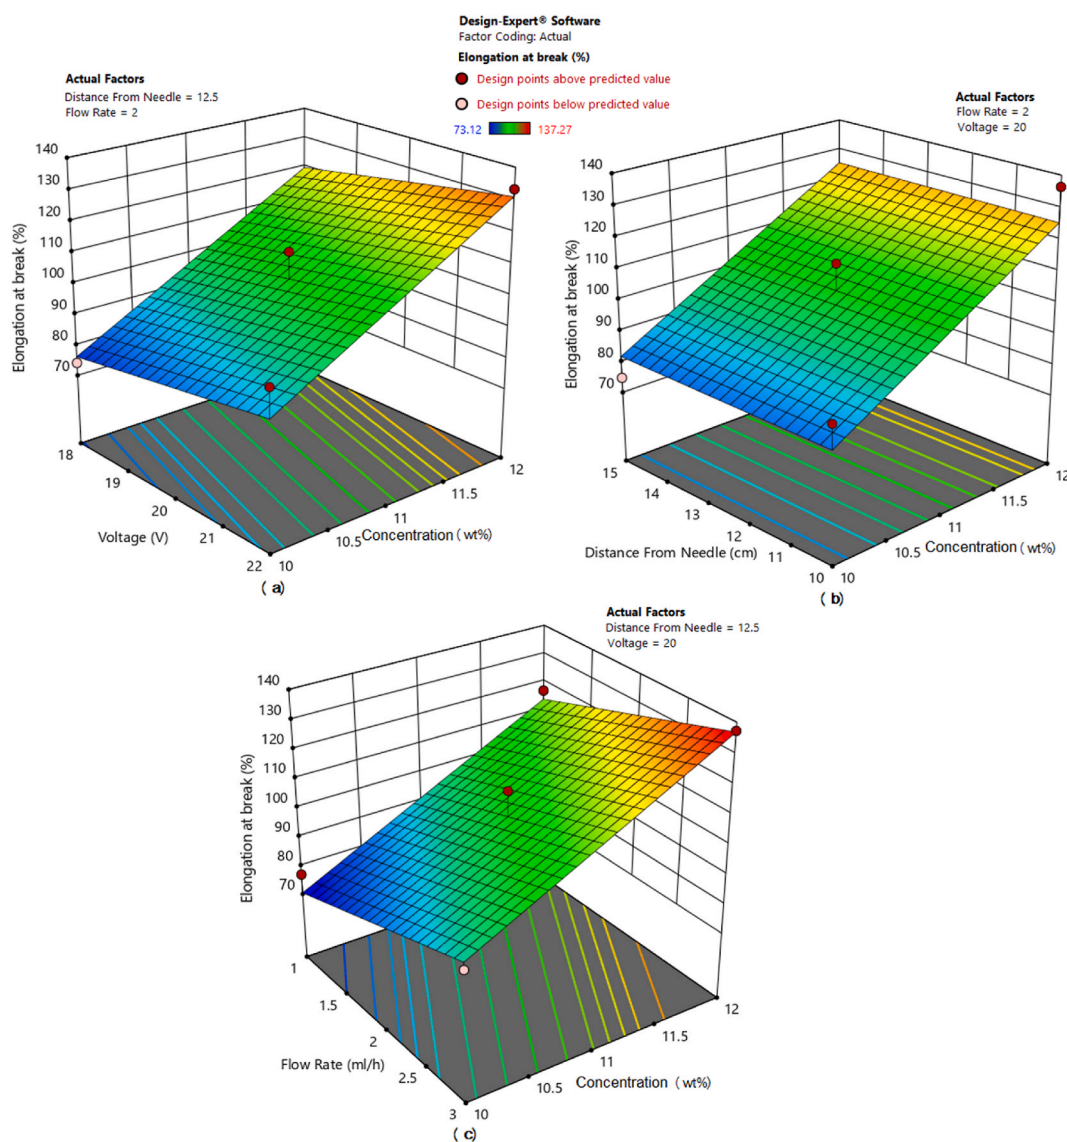 Design-Expert® Software
Factor Coding: Actual
Elongation at break (%)
Design points above predicted value
Design points below predicted value
73.12 137.27
Actual Factors
Distance From Needle = 12.5
Flow Rate = 2
140
130
120
110
100
90
80
70
Elongation at break (%)
18
19
20
21
22
Voltage (V)
10
10.5
11
11.5
12
Concentration ( wt%)
( a )
Actual Factors
Flow Rate = 2
Voltage = 20
140
130
120
110
100
90
80
70
Elongation at break (%)
15
14
13
12
11
10
Distance From Needle (cm)
10
10.5
11
11.5
12
Concentration ( wt%)
( b )
Actual Factors
Distance From Needle = 12.5
Voltage = 20
140
130
120
110
100
90
80
70
Elongation at break (%)
1
1.5
2
2.5
3
Flow Rate (ml/h)
10
10.5
11
11.5
12
Concentration ( wt%)
( c )